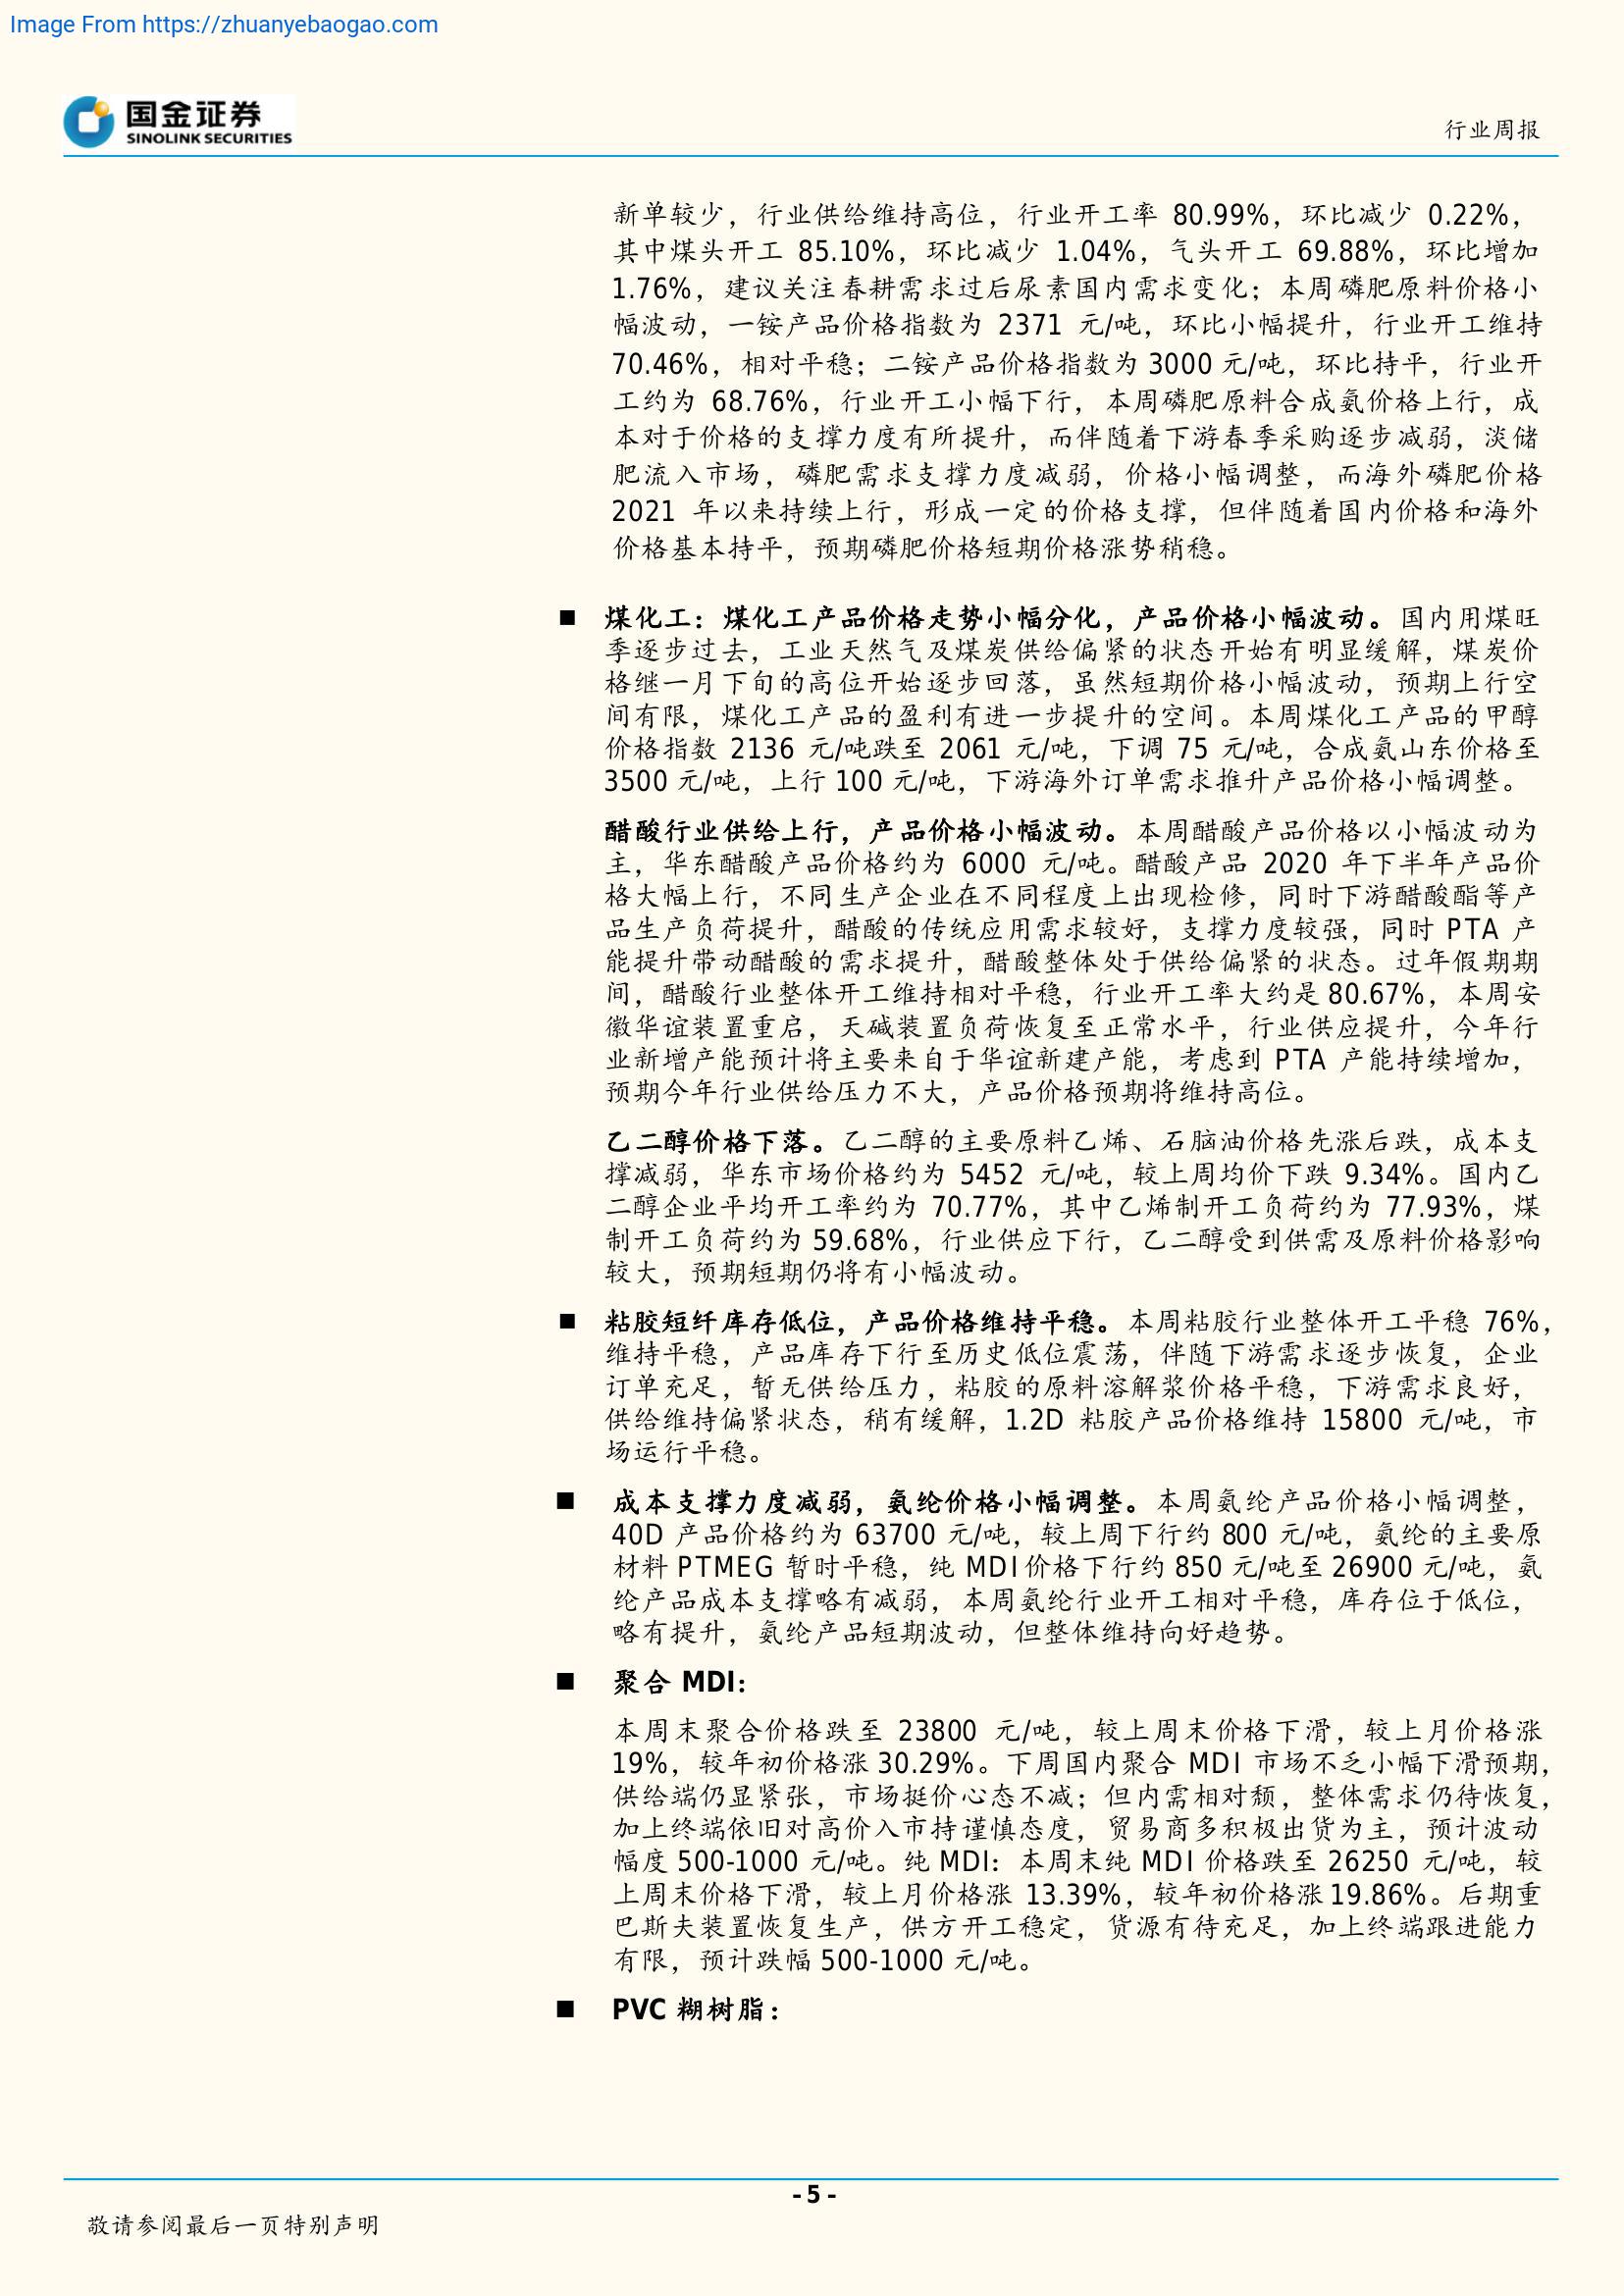 Image From https://zhuanyebaogao.com
国金证券
SINOLINK SECURITIES
行业周报
新单较少，行业供给维持高位，行业开工率 80.99%，环比减少 0.22%，
其中煤头开工 85.10%，环比减少 1.04%，气头开工 69.88%，环比增加
1.76%，建议关注春耕需求过后尿素国内需求变化；本周磷肥原料价格小
幅波动，一铵产品价格指数为 2371 元/吨，环比小幅提升，行业开工维持
70.46%，相对平稳；二铵产品价格指数为 3000 元/吨，环比持平，行业开
工约为 68.76%，行业开工小幅下行，本周磷肥原料合成氨价格上行，成
本对于价格的支撑力度有所提升，而伴随着下游春季采购逐步减弱，淡储
肥流入市场，磷肥需求支撑力度减弱，价格小幅调整，而海外磷肥价格
2021 年以来持续上行，形成一定的价格支撑，但伴随着国内价格和海外
价格基本持平，预期磷肥价格短期价格涨势稍稳。
■ 煤化工：煤化工产品价格走势小幅分化，产品价格小幅波动。国内用煤旺
季逐步过去，工业天然气及煤炭供给偏紧的状态开始有明显缓解，煤炭价
格继一月下旬的高位开始逐步回落，虽然短期价格小幅波动，预期上行空
间有限，煤化工产品的盈利有进一步提升的空间。本周煤化工产品的甲醇
价格指数 2136 元/吨跌至 2061 元/吨，下调 75 元/吨，合成氨山东价格至
3500 元/吨，上行 100 元/吨，下游海外订单需求推升产品价格小幅调整。
醋酸行业供给上行，产品价格小幅波动。本周醋酸产品价格以小幅波动为
主，华东醋酸产品价格约为 6000 元/吨。醋酸产品 2020 年下半年产品价
格大幅上行，不同生产企业在不同程度上出现检修，同时下游醋酸酯等产
品生产负荷提升，醋酸的传统应用需求较好，支撑力度较强，同时 PTA 产
能提升带动醋酸的需求提升，醋酸整体处于供给偏紧的状态。过年假期期
间，醋酸行业整体开工维持相对平稳，行业开工率大约是 80.67%，本周安
徽华谊装置重启，天碱装置负荷恢复至正常水平，行业供应提升，今年行
业新增产能预计将主要来自于华谊新建产能，考虑到 PTA 产能持续增加，
预期今年行业供给压力不大，产品价格预期将维持高位。
乙二醇价格下落。乙二醇的主要原料乙烯、石脑油价格先涨后跌，成本支
撑减弱，华东市场价格约为 5452 元/吨，较上周均价下跌 9.34%。国内乙
二醇企业平均开工率约为 70.77%，其中乙烯制开工负荷约为 77.93%，煤
制开工负荷约为 59.68%，行业供应下行，乙二醇受到供需及原料价格影响
较大，预期短期仍将有小幅波动。
■ 粘胶短纤库存低位，产品价格维持平稳。本周粘胶行业整体开工平稳 76%，
维持平稳，产品库存下行至历史低位震荡，伴随下游需求逐步恢复，企业
订单充足，暂无供给压力，粘胶的原料溶解浆价格平稳，下游需求良好，
供给维持偏紧状态，稍有缓解，1.2D 粘胶产品价格维持 15800 元/吨，市
场运行平稳。
■ 成本支撑力度减弱，氨纶价格小幅调整。本周氨纶产品价格小幅调整，
40D 产品价格约为 63700 元/吨，较上周下行约 800 元/吨，氨纶的主要原
材料 PTMEG 暂时平稳，纯 MDI 价格下行约 850 元/吨至 26900 元/吨，氨
纶产品成本支撑略有减弱，本周氨纶行业开工相对平稳，库存位于低位，
略有提升，氨纶产品短期波动，但整体维持向好趋势。
■ 聚合 MDI：
本周末聚合价格跌至 23800 元/吨，较上周末价格下滑，较上月价格涨
19%，较年初价格涨 30.29%。下周国内聚合 MDI 市场不乏小幅下滑预期，
供给端仍显紧张，市场挺价心态不减；但内需相对颓，整体需求仍待恢复，
加上终端依旧对高价入市持谨慎态度，贸易商多积极出货为主，预计波动
幅度 500-1000 元/吨。纯 MDI：本周末纯 MDI 价格跌至 26250 元/吨，较
上周末价格下滑，较上月价格涨 13.39%，较年初价格涨 19.86%。后期重
巴斯夫装置恢复生产，供方开工稳定，货源有待充足，加上终端跟进能力
有限，预计跌幅 500-1000 元/吨。
■ PVC 糊树脂：
- 5 -
敬请参阅最后一页特别声明